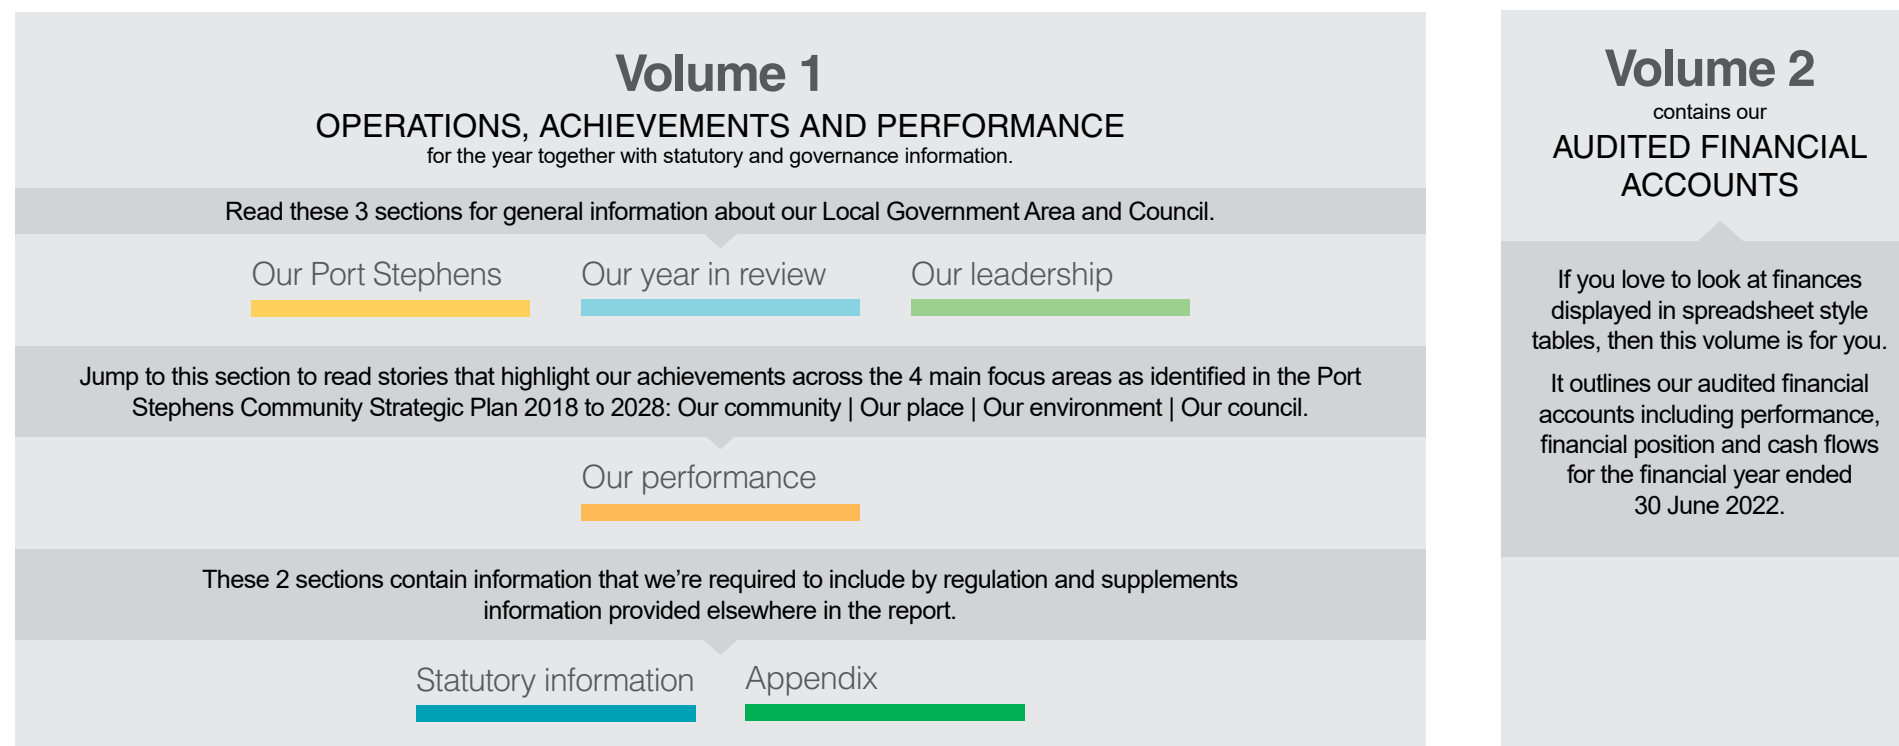 Volume 1
OPERATIONS, ACHIEVEMENTS AND PERFORMANCE
for the year together with statutory and governance information.
Read these 3 sections for general information about our Local Government Area and Council.
Our Port Stephens
Our year in review
Our leadership
Jump to this section to read stories that highlight our achievements across the 4 main focus areas as identified in the Port
Stephens Community Strategic Plan 2018 to 2028: Our community | Our place | Our environment | Our council.
Our performance
These 2 sections contain information that we’re required to include by regulation and supplements
information provided elsewhere in the report.
Statutory information
Appendix
Volume 2
contains our
AUDITED FINANCIAL
ACCOUNTS
If you love to look at finances
displayed in spreadsheet style
tables, then this volume is for you.
It outlines our audited financial
accounts including performance,
financial position and cash flows
for the financial year ended
30 June 2022.